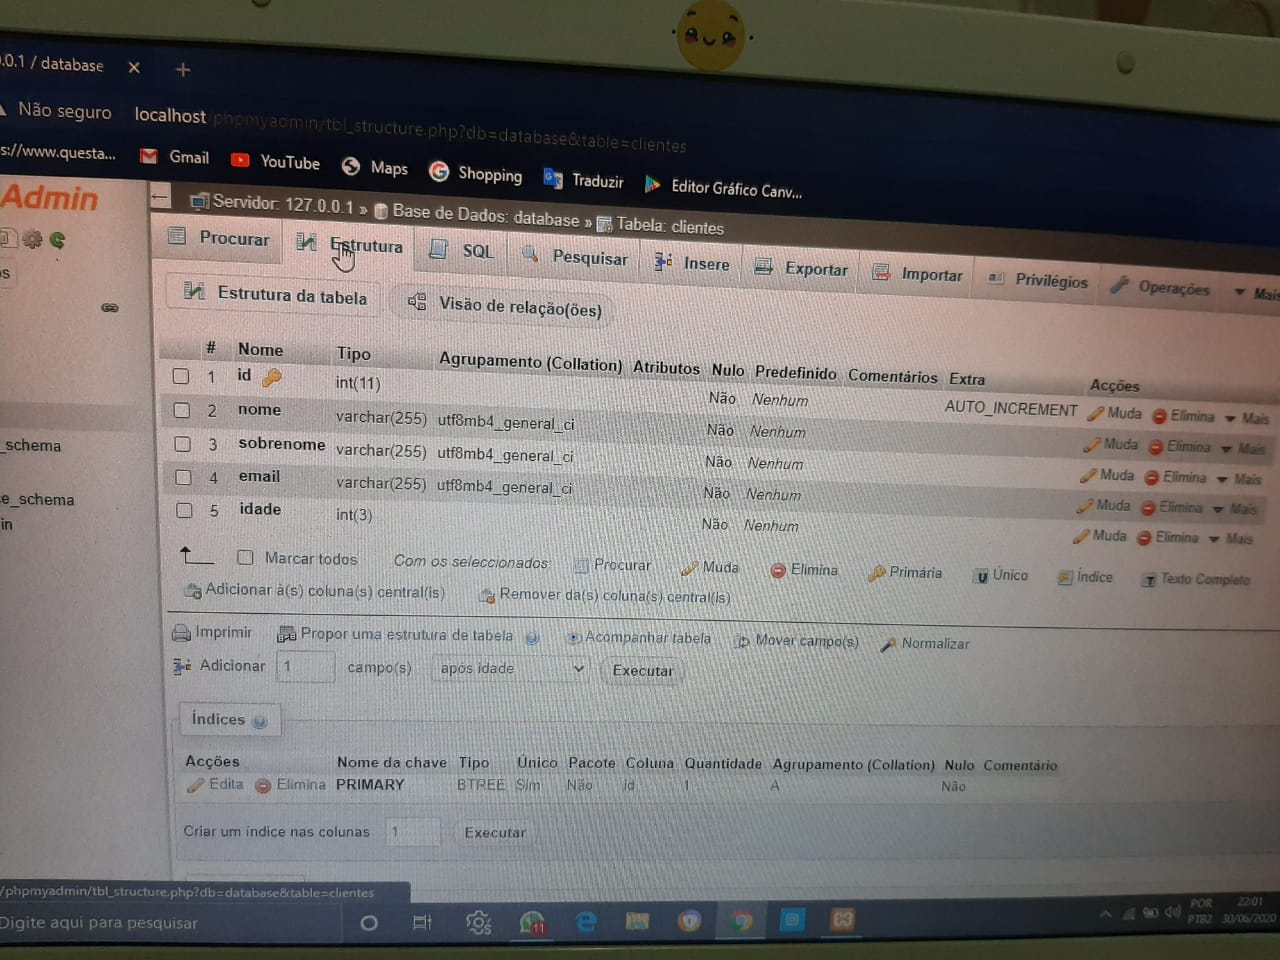 0.0.1 / database
Não seguro localhost/phpmyadmin/tbl_structure.php?db=database&table=clientes
s://www.questa... Gmail YouTube Maps Shopping Traduzir Editor Gráfico Canv...
Admin
Servidor: 127.0.0.1 » Base de Dados: database » Tabela: clientes
Procurar Estrutura SQL Pesquisar Insere Exportar Importar Privilégios Operações Mais
Estrutura da tabela Visão de relação(ões)
# Nome Tipo Agrupamento (Collation) Atributos Nulo Predefinido Comentários Extra Acções
1 id int(11) Não Nenhum AUTO_INCREMENT Muda Elimina Mais
2 nome varchar(255) utf8mb4_general_ci Não Nenhum Muda Elimina Mais
3 sobrenome varchar(255) utf8mb4_general_ci Não Nenhum Muda Elimina Mais
4 email varchar(255) utf8mb4_general_ci Não Nenhum Muda Elimina Mais
5 idade int(3) Não Nenhum Muda Elimina Mais
_schema
e_schema
in
Marcar todos Com os seleccionados: Procurar Muda Elimina Primária Único Índice Texto Completo
Adicionar à(s) coluna(s) central(is) Remover da(s) coluna(s) central(is)
Imprimir Propor uma estrutura de tabela Acompanhar tabela Mover campo(s) Normalizar
Adicionar 1 campo(s) após idade Executar
Índices
Acções Nome da chave Tipo Único Pacote Coluna Quantidade Agrupamento (Collation) Nulo Comentário
Edita Elimina PRIMARY BTREE Sim Não id 1 A Não
Criar um índice nas colunas 1 Executar
/phpmyadmin/tbl_structure.php?db=database&table=clientes
Digite aqui para pesquisar
11
POR
PTB2
22:01
30/06/2020